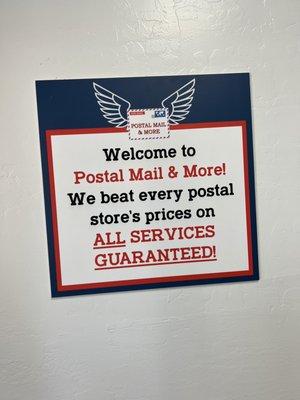 POSTAL MAIL
& MORE
Welcome to
Postal Mail & More!
We beat every postal
store's prices on
ALL SERVICES
GUARANTEED!